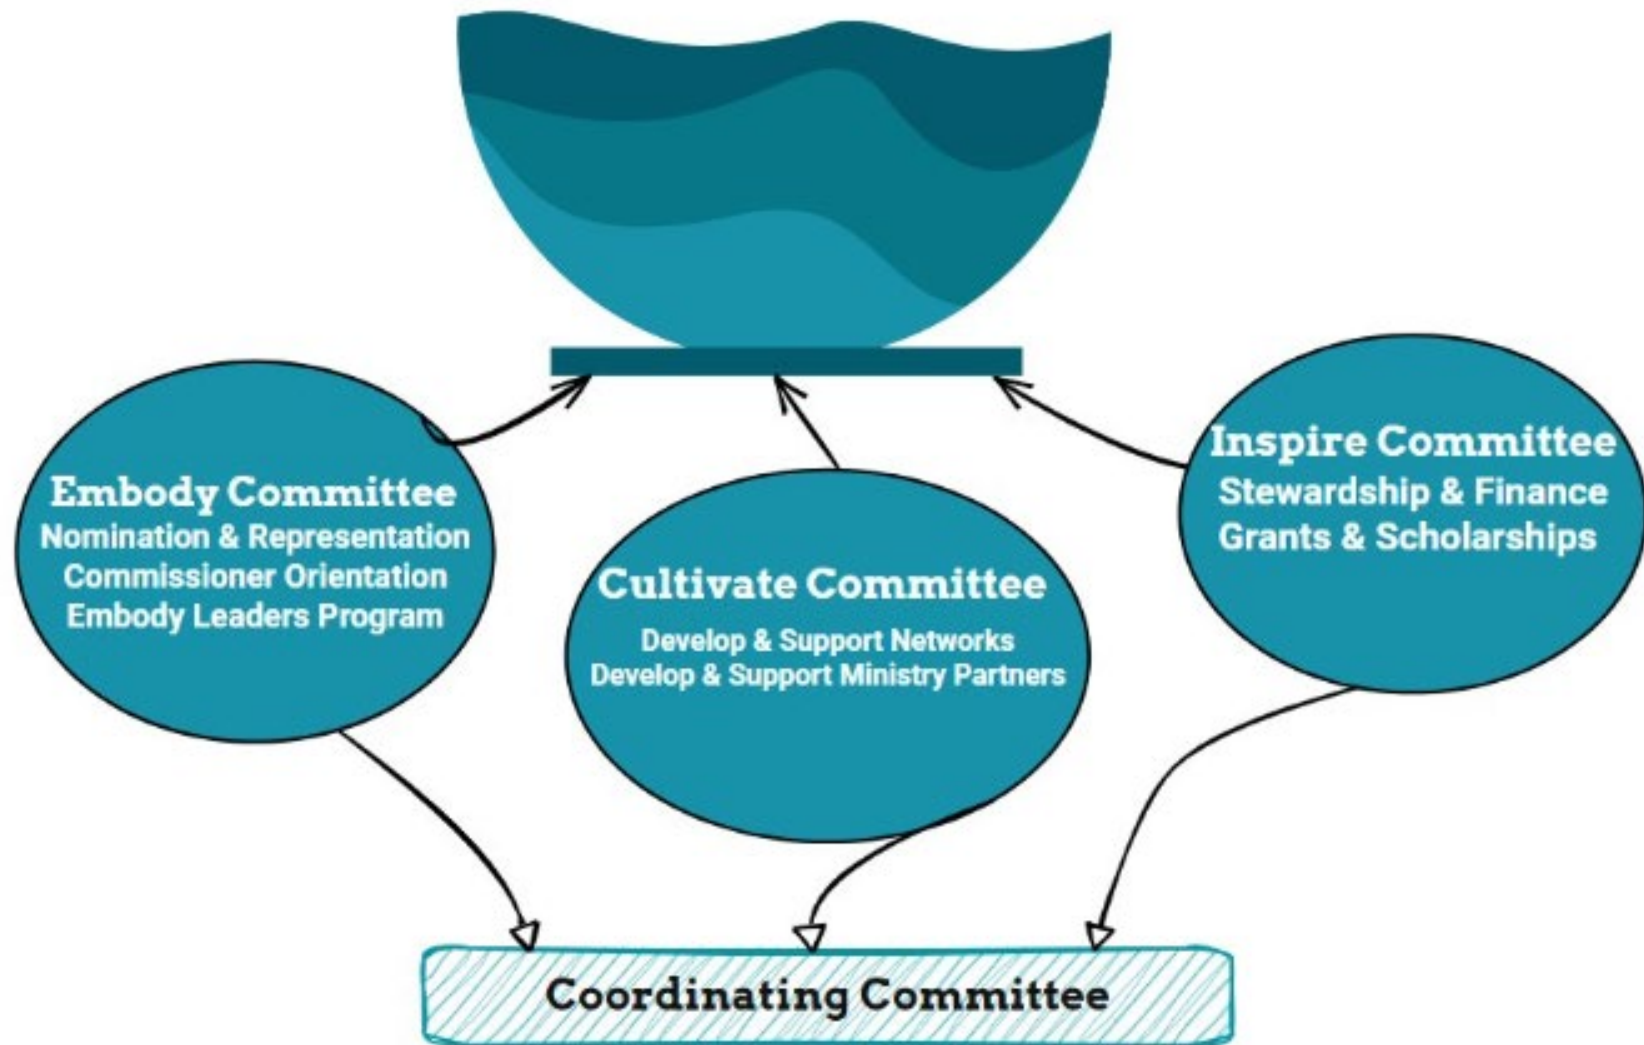 Embody Committee
Nomination & Representation
Commissioner Orientation
Embody Leaders Program
Cultivate Committee
Develop & Support Networks
Develop & Support Ministry Partners
Inspire Committee
Stewardship & Finance
Grants & Scholarships
Coordinating Committee